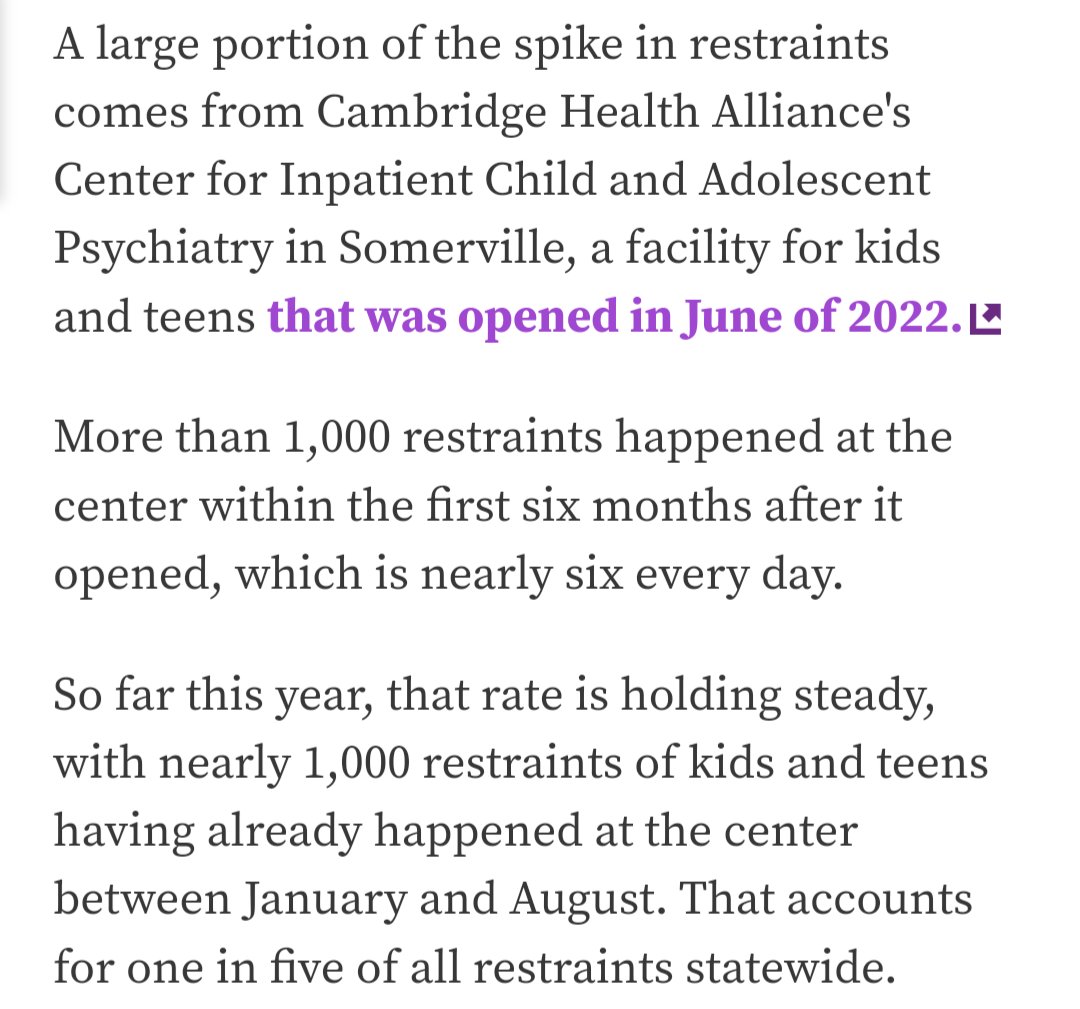 A large portion of the spike in restraints
comes from Cambridge Health Alliance's
Center for Inpatient Child and Adolescent
Psychiatry in Somerville, a facility for kids
and teens that was opened in June of 2022.
More than 1,000 restraints happened at the
center within the first six months after it
opened, which is nearly six every day.
So far this year, that rate is holding steady,
with nearly 1,000 restraints of kids and teens
having already happened at the center
between January and August. That accounts
for one in five of all restraints statewide.